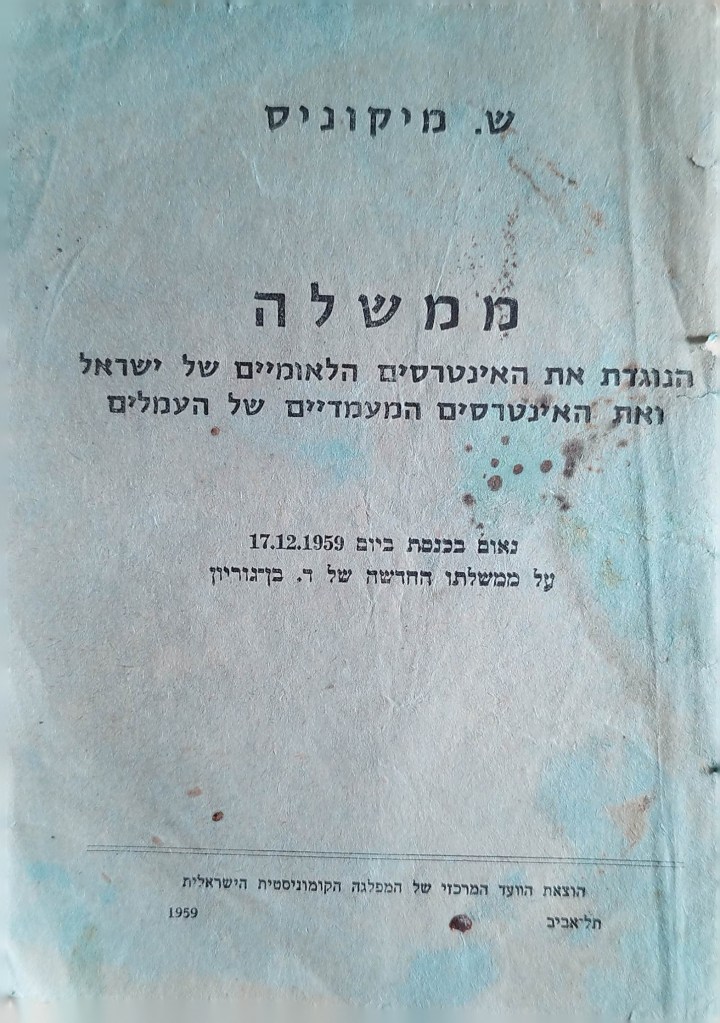 ש. מיקוניס
ממשלה
הנוגדת את האינטרסים הלאומיים של ישראל
ואת האינטרסים המעמדיים של העמלים
נאום בכנסת ביום 17.12.1959
על ממשלתו החדשה של ד. בן־גוריון
הוצאת הוועד המרכזי של המפלגה הקומוניסטית הישראלית
תל־אביב 1959